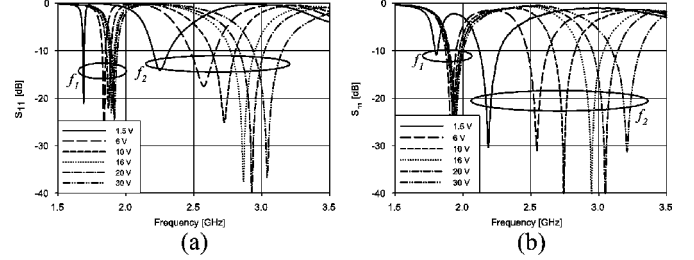 0
-10
-20
-30
-40
S11 [dB]
f1
f2
1.5 V
6 V
10 V
16 V
20 V
30 V
1.5 2.0 2.5 3.0 3.5
Frequency [GHz]
(a)
0
-10
-20
-30
-40
[dB]
f1
f2
1.5 V
6 V
10 V
16 V
20 V
30 V
1.5 2.0 2.5 3.0 3.5
Frequency [GHz]
(b)